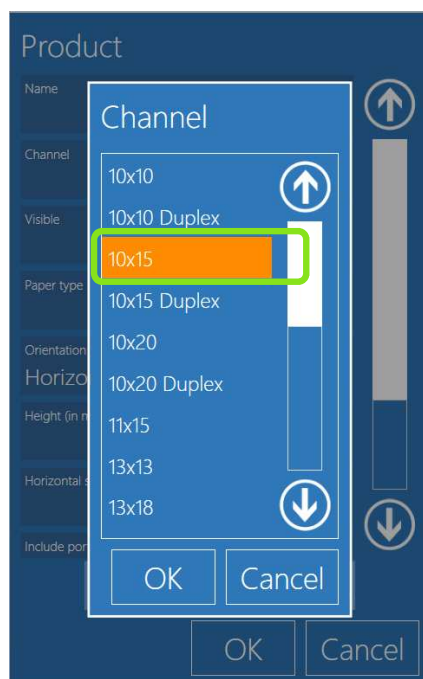 Product
Name
Channel
Channel
10x10
10x10 Duplex
Visible
10x15
Paper type
10x15 Duplex
Orientation
10x20
Horizo
10x20 Duplex
Height (in m
11x15
13x13
Horizontal s
13x18
Include por
OK Cancel
OK Cancel